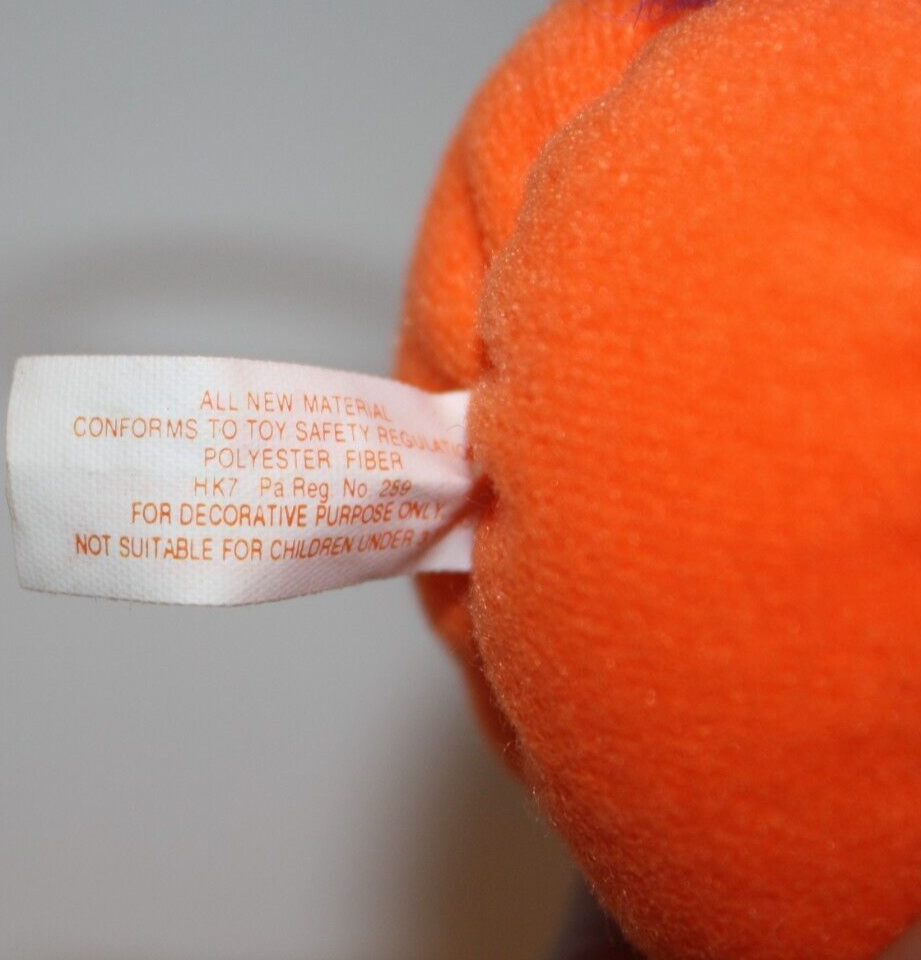 ALL NEW MATERIAL
CONFORMS TO TOY SAFETY
POLYESTER FIBER
HK7 Pa.Reg. No. 259
FOR DECORATIVE PURPOSE ONLY.
NOT SUITABLE FOR CHILDREN UNDER 3